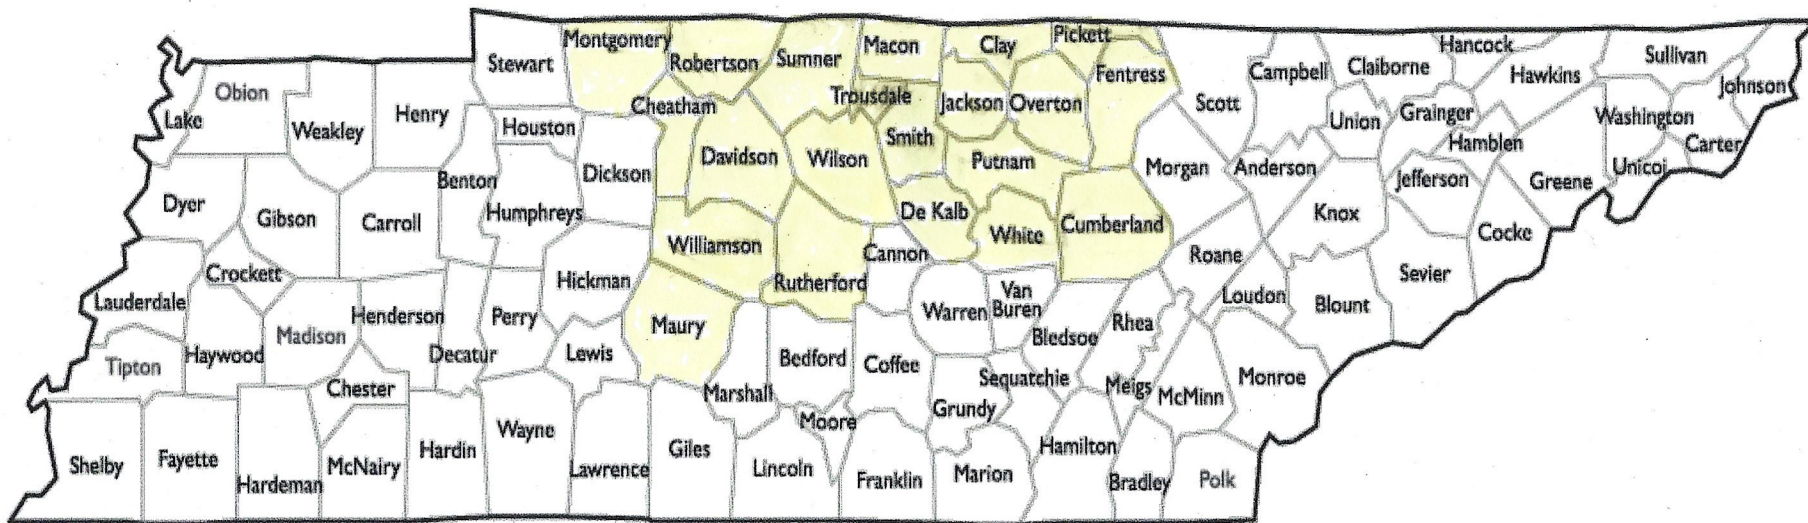 Montgomery
Stewart
Robertson
Sumner
Macon
Clay
Pickett
Hancock
Sullivan
Obion
Campbell
Claiborne
Hawkins
Fentress
Johnson
Lake
Weakley
Henry
Houston
Cheatham
Trousdale
Jackson
Overton
Scott
Union
Grainger
Washington
Hamblen
Carter
Dickson
Davidson
Wilson
Smith
Putnam
Morgan
Anderson
Jefferson
Greene
Unicoi
Dyer
Gibson
Carroll
Benton
Humphreys
De Kalb
White
Cumberland
Knox
Cocke
Williamson
Cannon
Roane
Sevier
Crockett
Hickman
Rutherford
Lauderdale
Henderson
Perry
Maury
Warren
Van
Buren
Bledsoe
Rhea
Loudon
Blount
Tipton
Haywood
Madison
Decatur
Lewis
Bedford
Coffee
Chester
Marshall
Sequatchie
Meigs
McMinn
Monroe
Moore
Grundy
Shelby
Fayette
Hardeman
McNairy
Hardin
Wayne
Lawrence
Giles
Lincoln
Franklin
Marion
Hamilton
Bradley
Polk